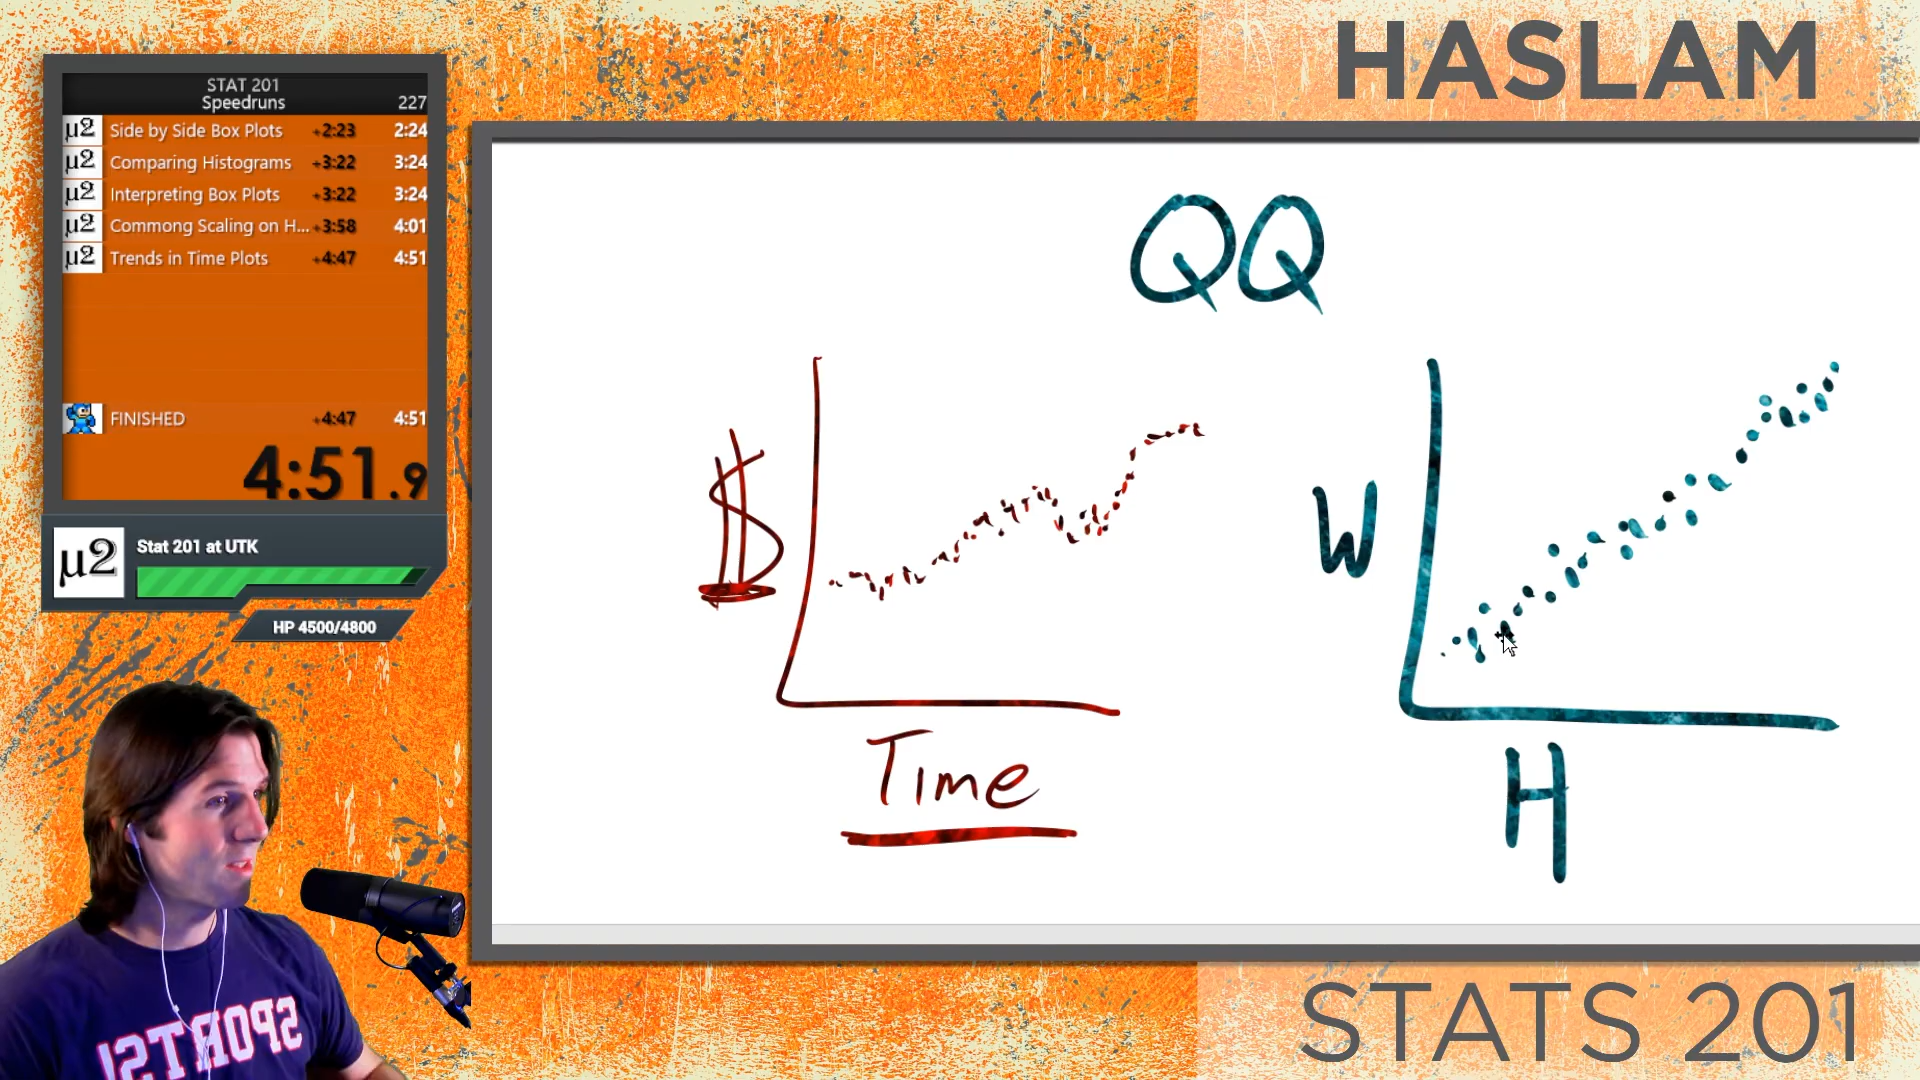 HASLAM
STAT 201
Speedruns 227
µ2 Side by Side Box Plots +2:23 2:24
µ2 Comparing Histograms +3:22 3:24
µ2 Interpreting Box Plots +3:22 3:24
µ2 Commong Scaling on H... +3:58 4:01
µ2 Trends in Time Plots +4:47 4:51
FINISHED +4:47 4:51
4:51.9
µ2 Stat 201 at UTK
HP 4500/4800
QQ
$
Time
W
H
SPORTS!
STATS 201